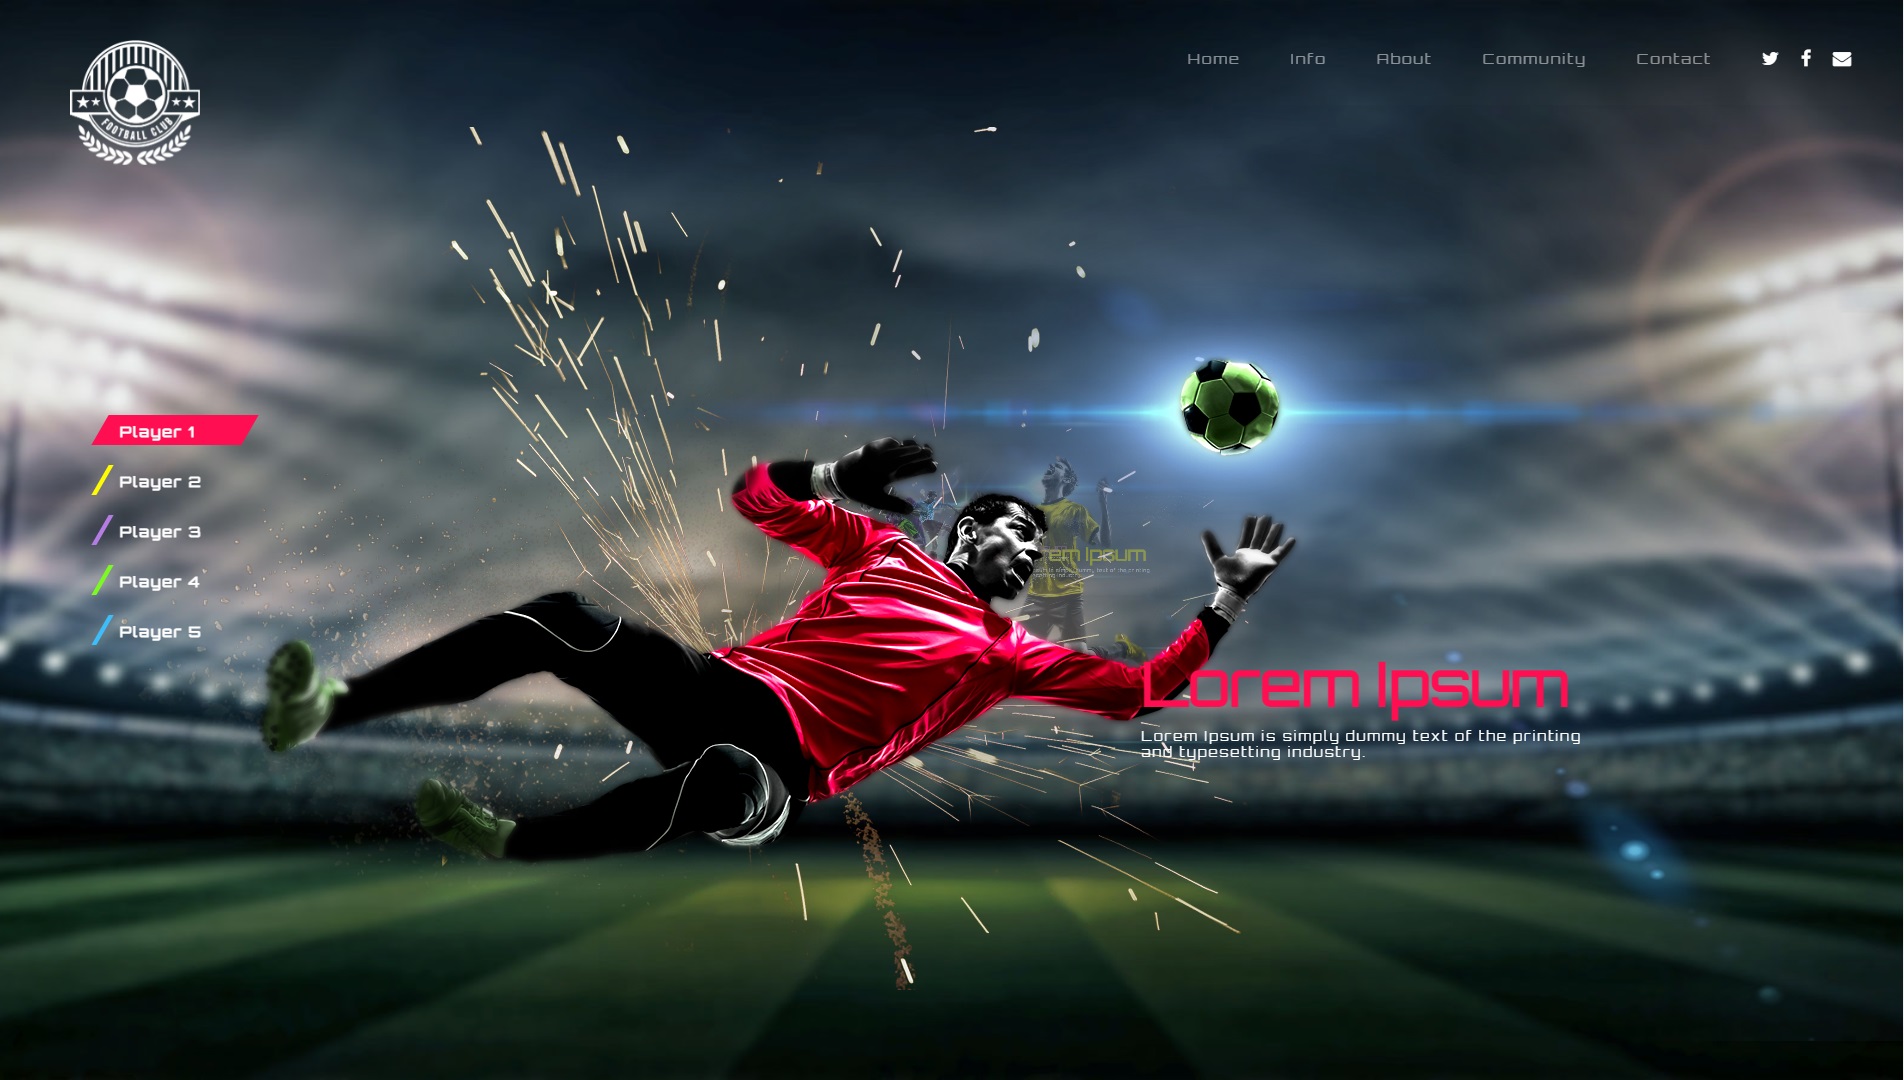 FOOTBALL CLUB
Home
Info
About
Community
Contact
Player 1
Player 2
Player 3
Player 4
Player 5
em Ipsum
Lorem Ipsum
Lorem Ipsum is simply dummy text of the printing
and typesetting industry.